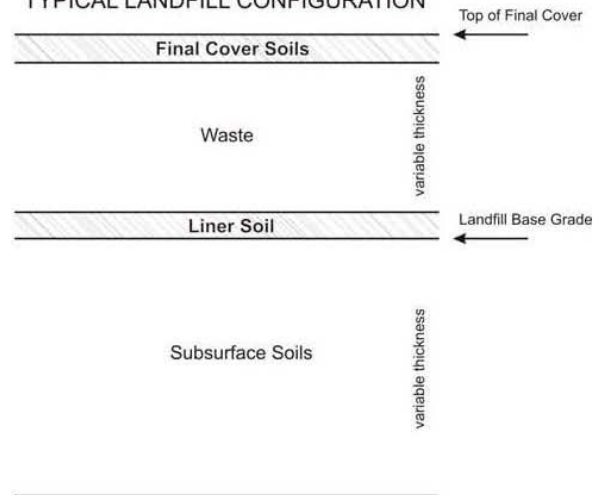 TYPICAL LANDFILL CONFIGURATION
Top of Final Cover
Final Cover Soils
Waste
variable thickness
Liner Soil
Landfill Base Grade
Subsurface Soils
variable thickness